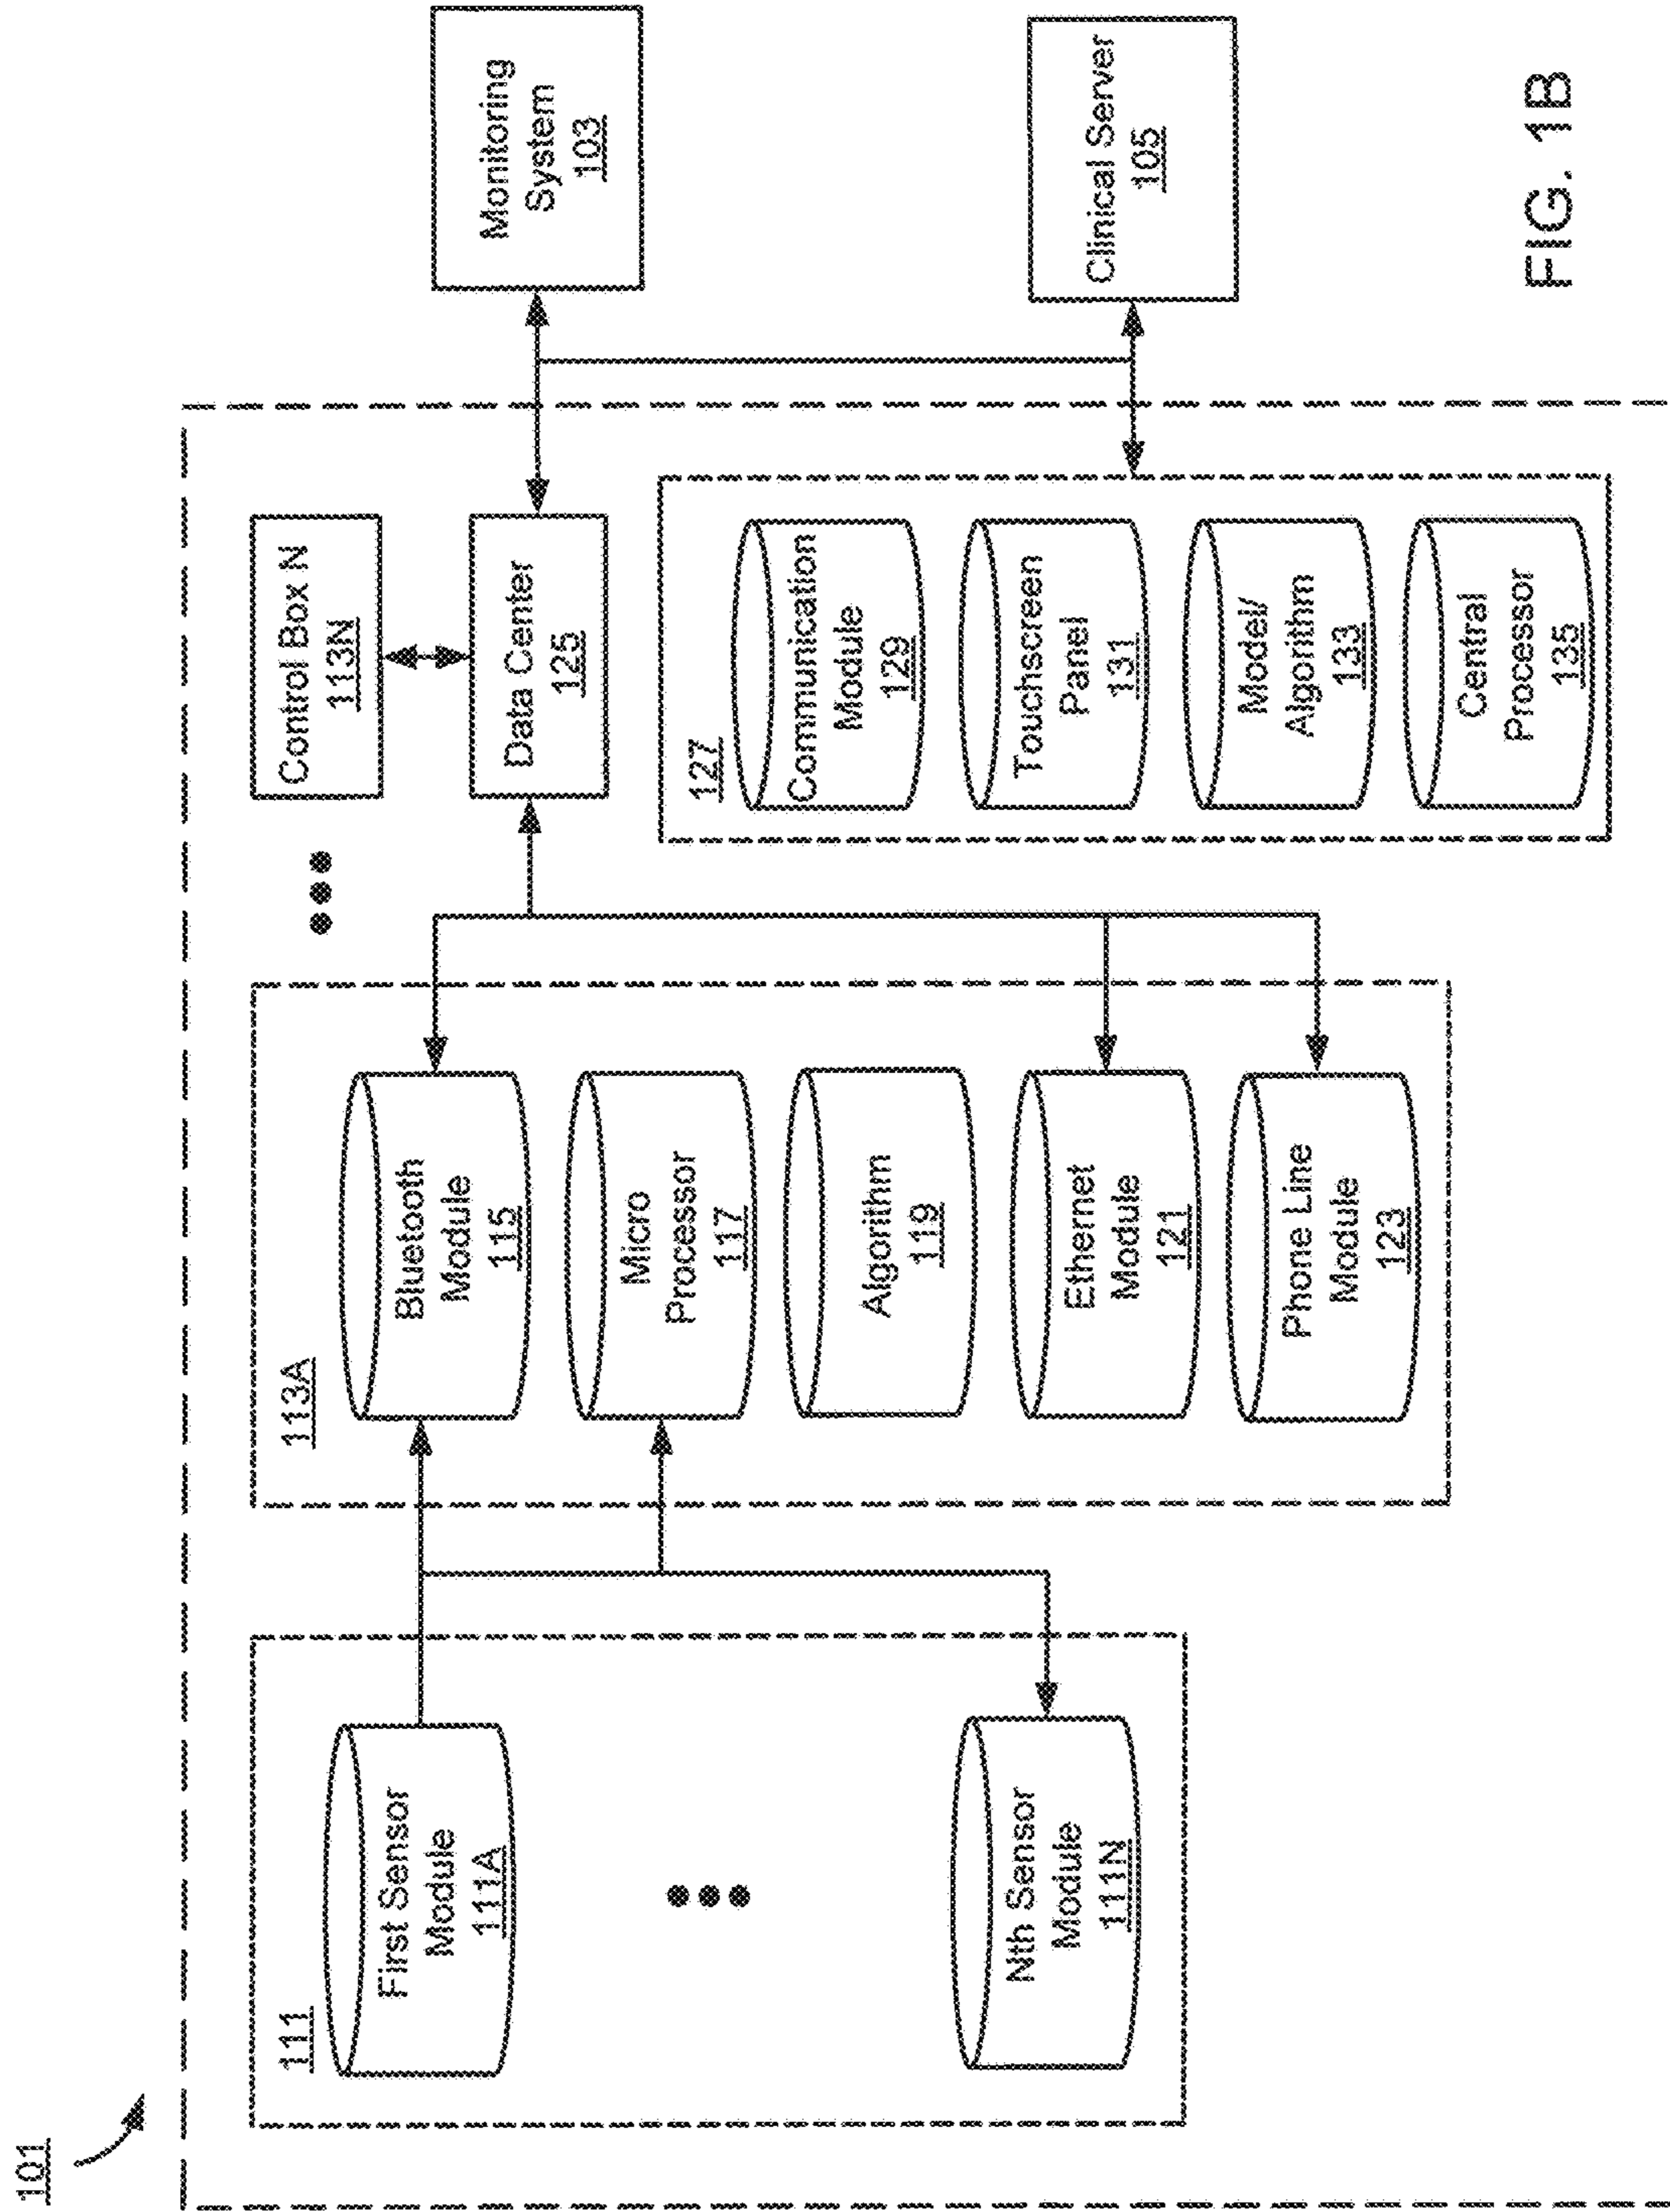 101
111
First Sensor
Module
111A
Nth Sensor
Module
111N
113A
Bluetooth
Module
115
Micro
Processor
117
Algorithm
119
Ethernet
Module
121
Phone Line
Module
123
Control Box N
113N
Data Center
125
127
Communication
Module
129
Touchscreen
Panel
131
Model/
Algorithm
133
Central
Processor
135
Monitoring
System
103
Clinical Server
105
FIG. 1B